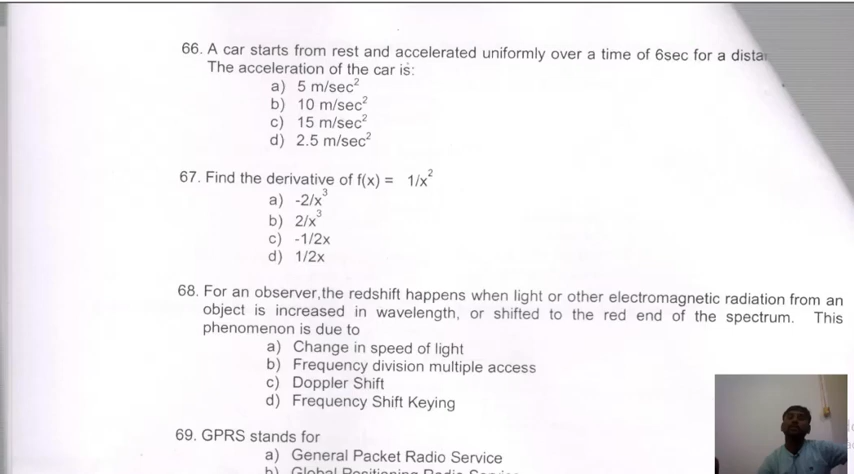 66. A car starts from rest and accelerated uniformly over a time of 6sec for a
The acceleration of the car is:
a) 5 m/sec²
b) 10 m/sec²
c) 15 m/sec²
d) 2.5 m/sec²
67. Find the derivative of f(x) = 1/x²
a) -2/x³
b) 2/x³
c) -1/2x
d) 1/2x
68. For an observer,the redshift happens when light or other electromagnetic radiation from an
object is increased in wavelength, or shifted to the red end of the spectrum. This
phenomenon is due to
a) Change in speed of light
b) Frequency division multiple access
c) Doppler Shift
d) Frequency Shift Keying
69. GPRS stands for
a) General Packet Radio Service